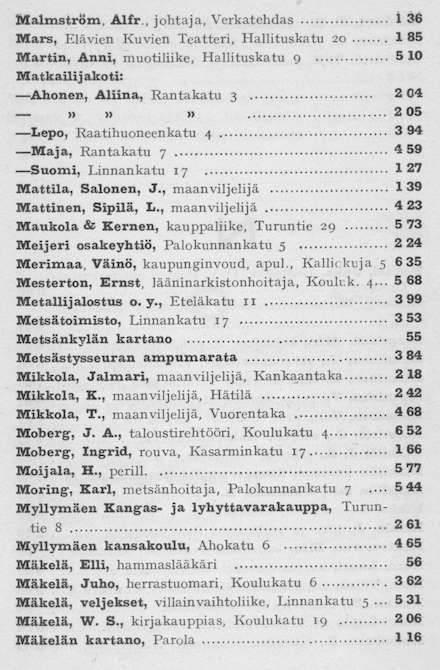 Malmström, Alfr., johtaja, Verkatehdas ............... 1 36
Mars, Elävien Kuvien Teatteri, Hallituskatu 20 ....... 1 85
Martin, Anni, muotiliike, Hallituskatu 9 ............... 5 10
Matkailijakoti:
—Ahonen, Aliina, Rantakatu 3 ...................... 2 04
— » » » ........................ 2 05
—Lepo, Raatihuoneenkatu 4 .......................... 3 94
—Maja, Rantakatu 7 .................................. 4 59
—Suomi, Linnankatu 17 .............................. 1 27
Mattila, Salonen, J., maanviljelijä ...................... 1 39
Mattinen, Sipilä, L., maanviljelijä ...................... 4 23
Maukola & Kernen, kauppaliike, Turuntie 29 ........ 5 73
Meijeri osakeyhtiö, Palokunnankatu 5 ................ 2 24
Merimaa, Väinö, kaupunginvoud, apul., Kallickuja 5 6 35
Mesterton, Ernst, lääninarkistonhoitaja, Kouluk. 4... 5 68
Metallijalostus o. y., Eteläkatu 11 ...................... 3 99
Metsätoimisto, Linnankatu 17 .......................... 3 53
Metsänkylän kartano .................................. 55
Metsästysseuran ampumarata .......................... 3 84
Mikkola, Jalmari, maanviljelijä, Kankaantaka.......... 2 18
Mikkola, K., maanviljelijä, Hätilä ...................... 2 42
Mikkola, T., maanviljelijä, Vuorentaka ................ 4 68
Moberg, J. A., taloustirehtööri, Koulukatu 4............ 6 52
Moberg, Ingrid, rouva, Kasarminkatu 17................ 1 66
Moijala, H., perill. .................................... 5 77
Moring, Karl, metsänhoitaja, Palokunnankatu 7 .... 5 44
Myllymäen Kangas- ja lyhyttavarakauppa, Turun-
tie 8 .................................................. 2 61
Myllymäen kansakoulu, Ahokatu 6 .................... 4 65
Mäkelä, Elli, hammaslääkäri .......................... 56
Mäkelä, Juho, herrastuomari, Koulukatu 6 ............ 3 62
Mäkelä, veljekset, villainvaihtoliike, Linnankatu 5 ... 5 31
Mäkelä, W. S., kirjakauppias, Koulukatu 19 .......... 2 06
Mäkelän kartano, Parola .............................. 1 16